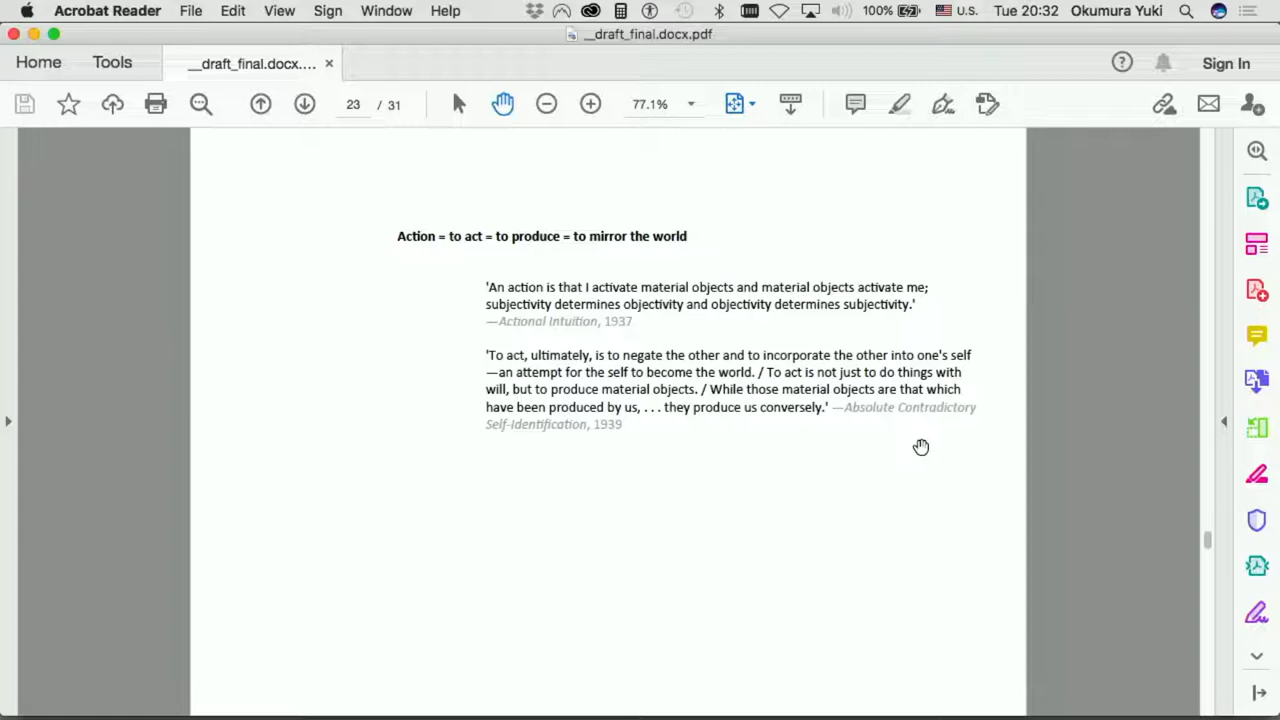 Acrobat Reader File Edit View Sign Window Help 100% U.S. Tue 20:32 Okumura Yuki
__draft_final.docx.pdf
Home Tools __draft_final.docx.... × Sign In
23 / 31 77.1%
Action = to act = to produce = to mirror the world
'An action is that I activate material objects and material objects activate me;
subjectivity determines objectivity and objectivity determines subjectivity.'
—Actional Intuition, 1937
'To act, ultimately, is to negate the other and to incorporate the other into one's self
—an attempt for the self to become the world. / To act is not just to do things with
will, but to produce material objects. / While those material objects are that which
have been produced by us, . . . they produce us conversely.' —Absolute Contradictory
Self-Identification, 1939